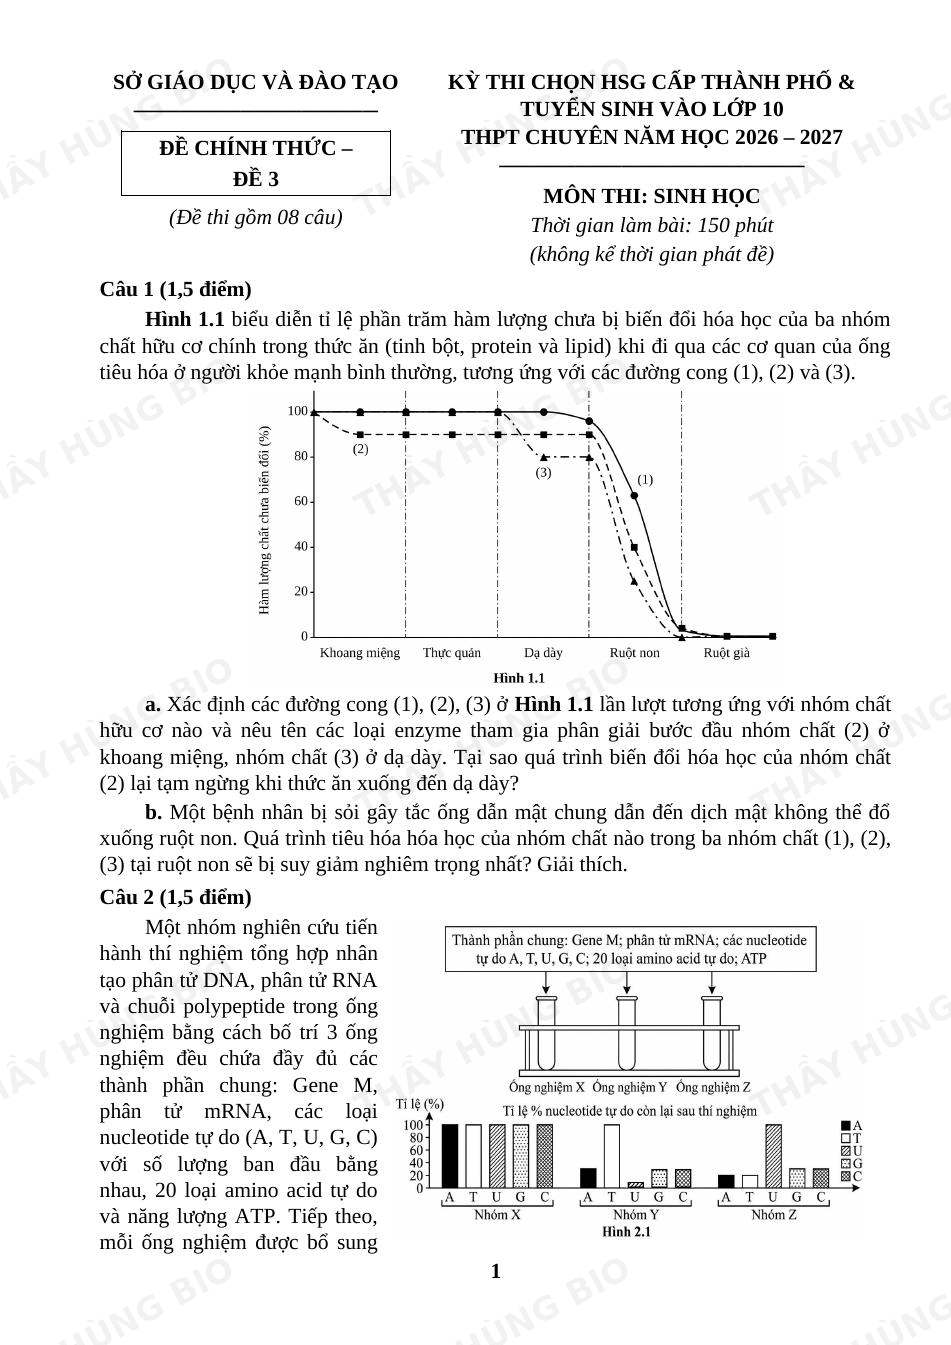 SỞ GIÁO DỤC VÀ ĐÀO TẠO
ĐỀ CHÍNH THỨC –
ĐỀ 3
(Đề thi gồm 08 câu)
KỲ THI CHỌN HSG CẤP THÀNH PHỐ &
TUYỂN SINH VÀO LỚP 10
THPT CHUYÊN NĂM HỌC 2026 – 2027
MÔN THI: SINH HỌC
Thời gian làm bài: 150 phút
(không kể thời gian phát đề)
Câu 1 (1,5 điểm)
Hình 1.1 biểu diễn tỉ lệ phần trăm hàm lượng chưa bị biến đổi hóa học của ba nhóm
chất hữu cơ chính trong thức ăn (tinh bột, protein và lipid) khi đi qua các cơ quan của ống
tiêu hóa ở người khỏe mạnh bình thường, tương ứng với các đường cong (1), (2) và (3).
Hàm lượng chất chưa biến đổi (%)
100
80
60
40
20
0
(2)
(3)
(1)
Khoang miệng Thực quản Dạ dày Ruột non Ruột già
Hình 1.1
a. Xác định các đường cong (1), (2), (3) ở Hình 1.1 lần lượt tương ứng với nhóm chất
hữu cơ nào và nêu tên các loại enzyme tham gia phân giải bước đầu nhóm chất (2) ở
khoang miệng, nhóm chất (3) ở dạ dày. Tại sao quá trình biến đổi hóa học của nhóm chất
(2) lại tạm ngừng khi thức ăn xuống đến dạ dày?
b. Một bệnh nhân bị sỏi gây tắc ống dẫn mật chung dẫn đến dịch mật không thể đổ
xuống ruột non. Quá trình tiêu hóa hóa học của nhóm chất nào trong ba nhóm chất (1), (2),
(3) tại ruột non sẽ bị suy giảm nghiêm trọng nhất? Giải thích.
Câu 2 (1,5 điểm)
Một nhóm nghiên cứu tiến
hành thí nghiệm tổng hợp nhân
tạo phân tử DNA, phân tử RNA
và chuỗi polypeptide trong ống
nghiệm bằng cách bố trí 3 ống
nghiệm đều chứa đầy đủ các
thành phần chung: Gene M,
phân tử mRNA, các loại
nucleotide tự do (A, T, U, G, C)
với số lượng ban đầu bằng
nhau, 20 loại amino acid tự do
và năng lượng ATP. Tiếp theo,
mỗi ống nghiệm được bổ sung
Thành phần chung: Gene M; phân tử mRNA; các nucleotide
tự do A, T, U, G, C; 20 loại amino acid tự do; ATP
Ống nghiệm X Ống nghiệm Y Ống nghiệm Z
Tỉ lệ (%)
Tỉ lệ % nucleotide tự do còn lại sau thí nghiệm
100
80
60
40
20
0
A T U G C A T U G C A T U G C
Nhóm X Nhóm Y Nhóm Z
A
T
U
G
C
Hình 2.1
1
THẦY HÙNG BIO